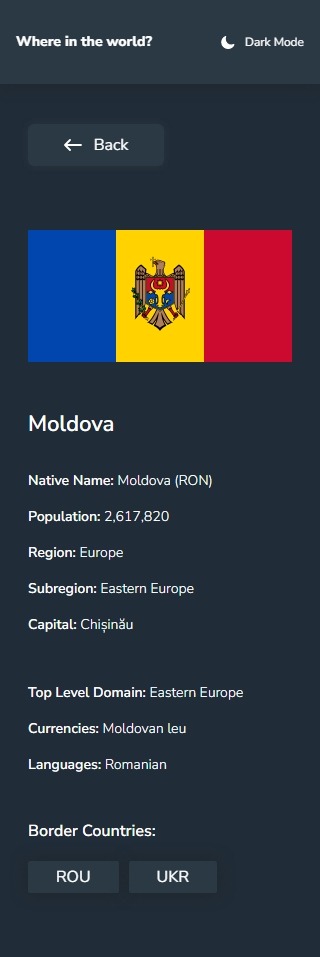 Where in the world?
Dark Mode
Back
Moldova
Native Name: Moldova (RON)
Population: 2,617,820
Region: Europe
Subregion: Eastern Europe
Capital: Chișinău
Top Level Domain: Eastern Europe
Currencies: Moldovan leu
Languages: Romanian
Border Countries:
ROU
UKR